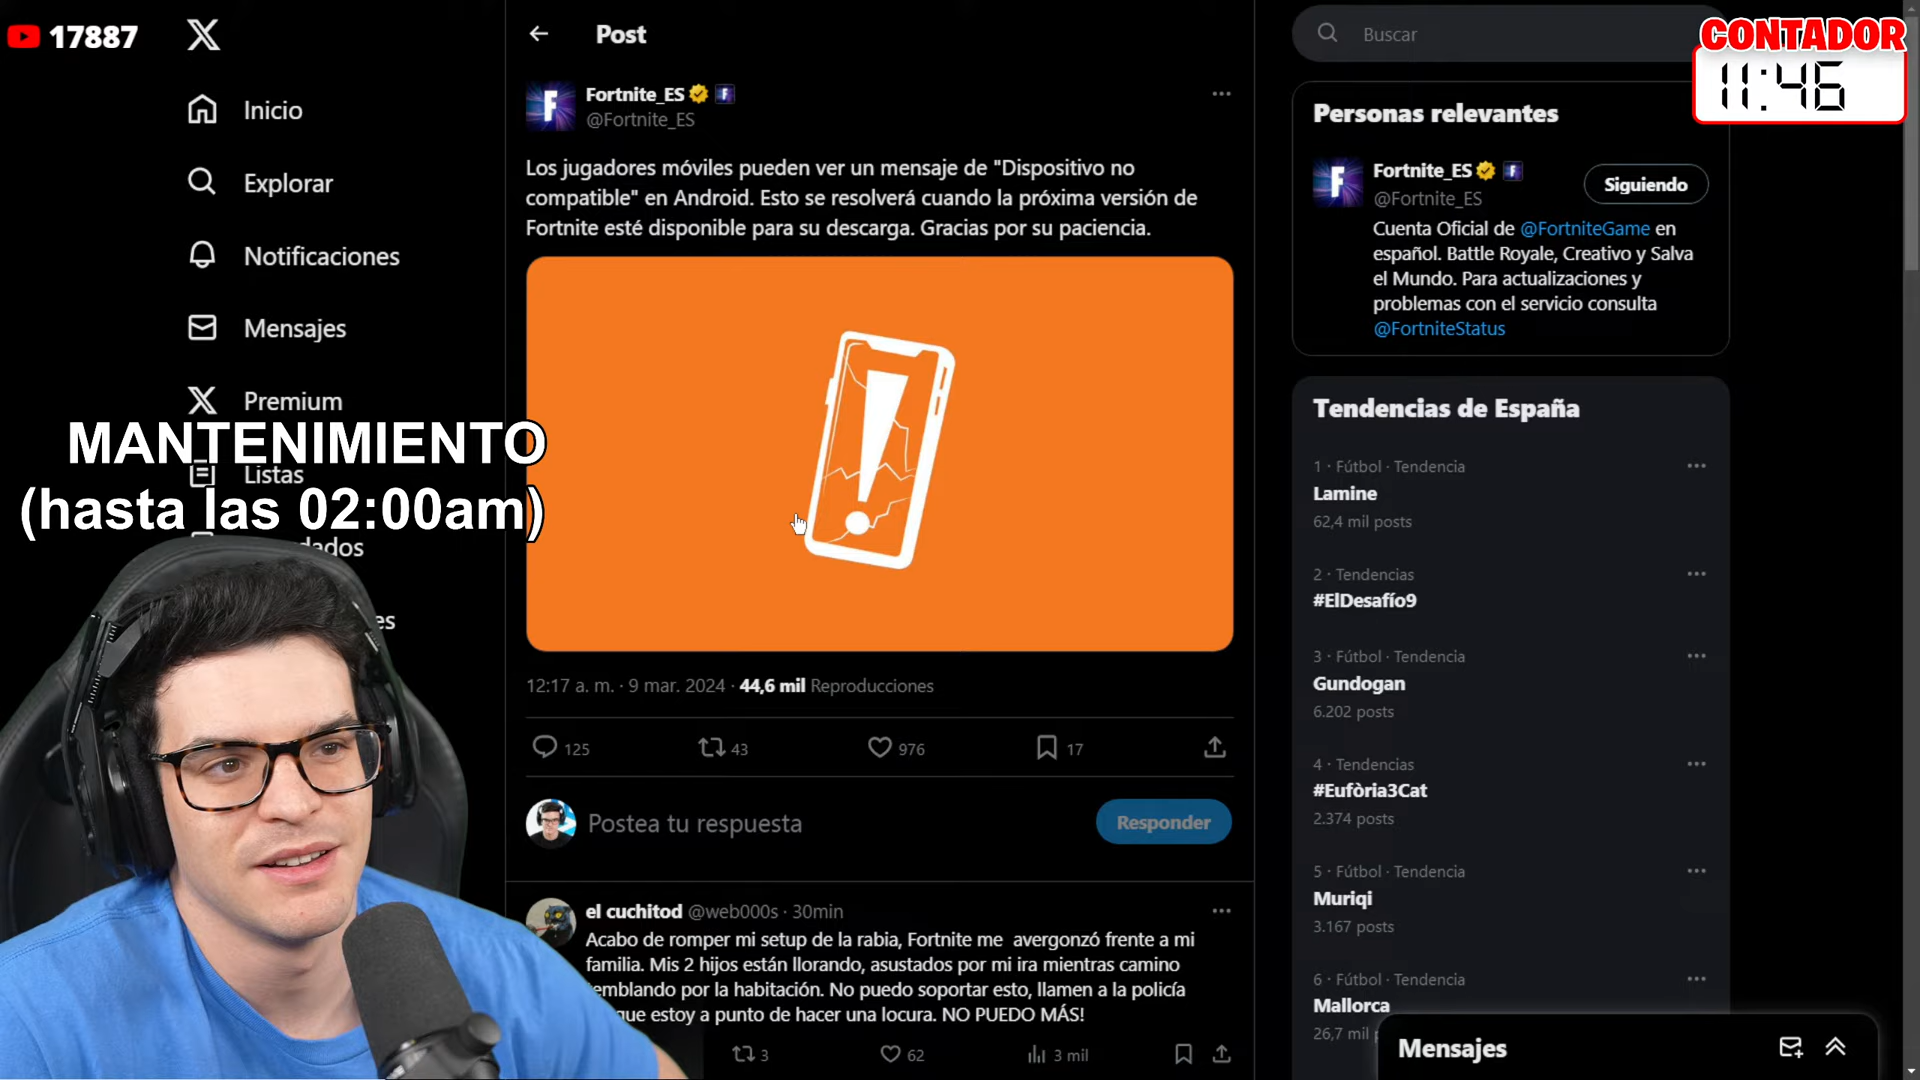 17887
Inicio
Explorar
Notificaciones
Mensajes
Premium
Listas
MANTENIMIENTO
(hasta las 02:00am)
Post
Fortnite_ES
@Fortnite_ES
Los jugadores móviles pueden ver un mensaje de "Dispositivo no
compatible" en Android. Esto se resolverá cuando la próxima versión de
Fortnite esté disponible para su descarga. Gracias por su paciencia.
12:17 a. m. · 9 mar. 2024 · 44,6 mil Reproducciones
125
43
976
17
Postea tu respuesta
Responder
el cuchitod @web000s · 30min
Acabo de romper mi setup de la rabia, Fortnite me avergonzó frente a mi
familia. Mis 2 hijos están llorando, asustados por mi ira mientras camino
emblando por la habitación. No puedo soportar esto, llamen a la policía
que estoy a punto de hacer una locura. NO PUEDO MÁS!
3
62
3 mil
Buscar
CONTADOR
11:46
Personas relevantes
Fortnite_ES
@Fortnite_ES
Siguiendo
Cuenta Oficial de @FortniteGame en
español. Battle Royale, Creativo y Salva
el Mundo. Para actualizaciones y
problemas con el servicio consulta
@FortniteStatus
Tendencias de España
1 · Fútbol · Tendencia
Lamine
62,4 mil posts
2 · Tendencias
#ElDesafío9
3 · Fútbol · Tendencia
Gundogan
6.202 posts
4 · Tendencias
#Eufòria3Cat
2.374 posts
5 · Fútbol · Tendencia
Muriqi
3.167 posts
6 · Fútbol · Tendencia
Mallorca
26,7 mil
Mensajes